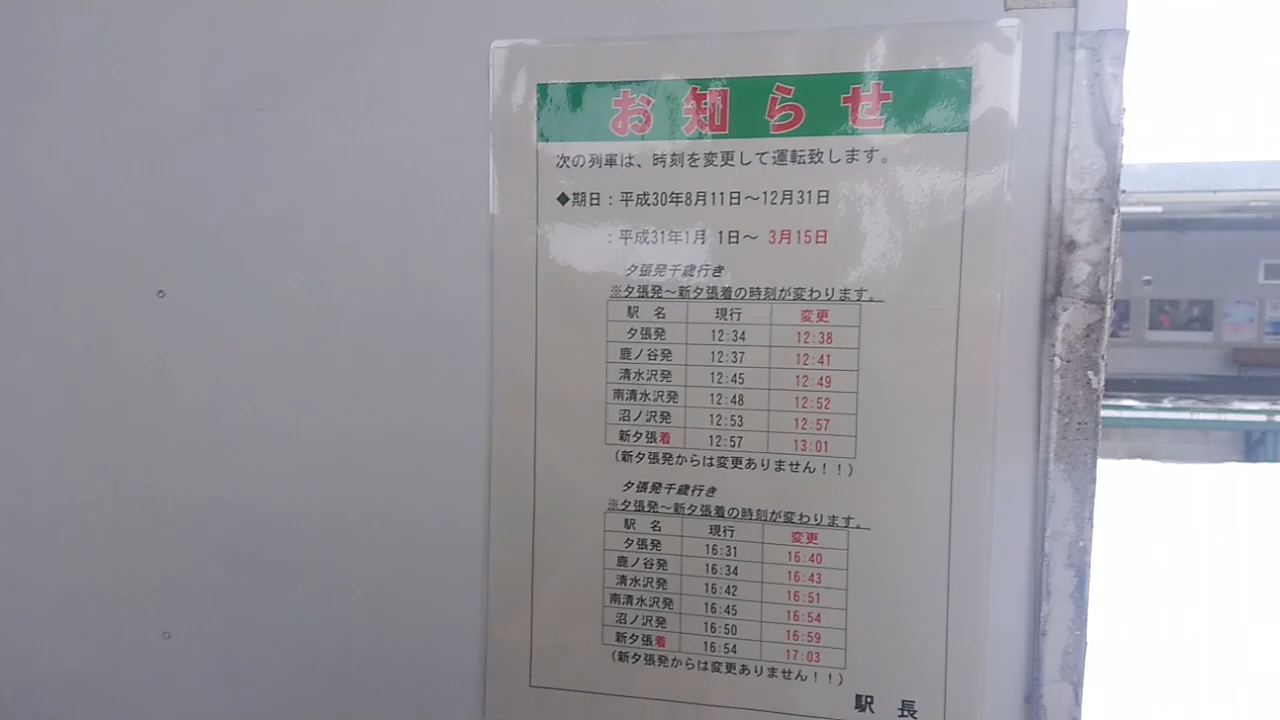 お知らせ
次の列車は、時刻を変更して運転致します。
◆期日：平成30年8月11日～12月31日
：平成31年1月 1日～ 3月15日
夕張発千歳行き
※夕張発～新夕張着の時刻が変わります。
駅 名 現行 変更
夕張発 12:34 12:38
鹿ノ谷発 12:37 12:41
清水沢発 12:45 12:49
南清水沢発 12:48 12:52
沼ノ沢発 12:53 12:57
新夕張着 12:57 13:01
（新夕張発からは変更ありません！！）
夕張発千歳行き
※夕張発～新夕張着の時刻が変わります。
駅 名 現行 変更
夕張発 16:31 16:40
鹿ノ谷発 16:34 16:43
清水沢発 16:42 16:51
南清水沢発 16:45 16:54
沼ノ沢発 16:50 16:59
新夕張着 16:54 17:03
（新夕張発からは変更ありません！！）
駅 長